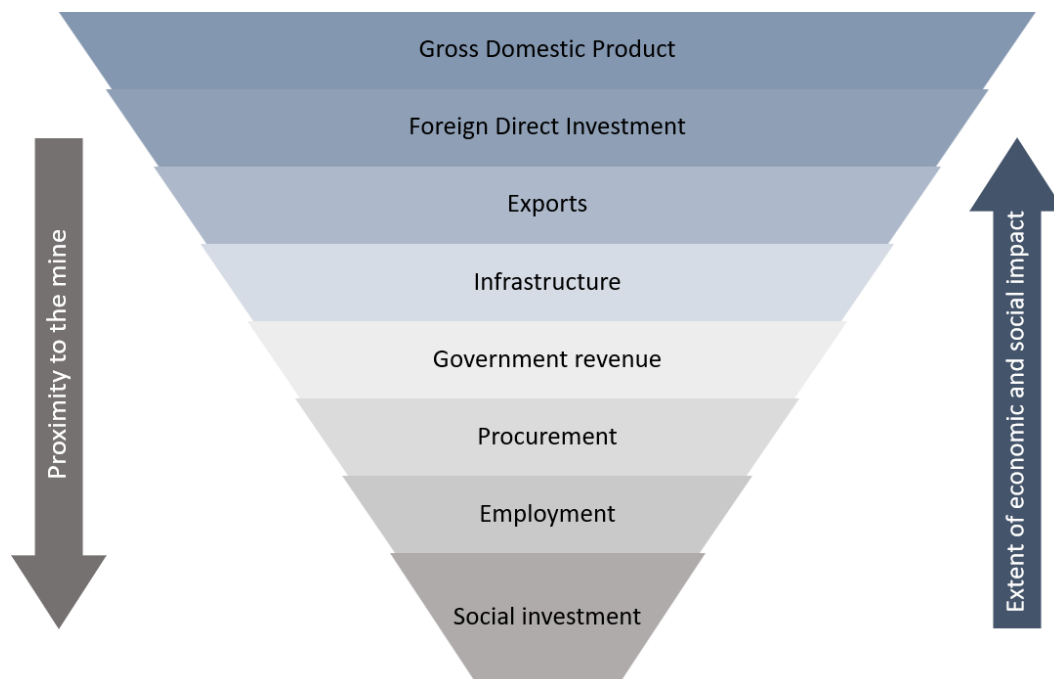 Gross Domestic Product
Foreign Direct Investment
Exports
Infrastructure
Government revenue
Procurement
Employment
Social investment
Proximity to the mine
Extent of economic and social impact